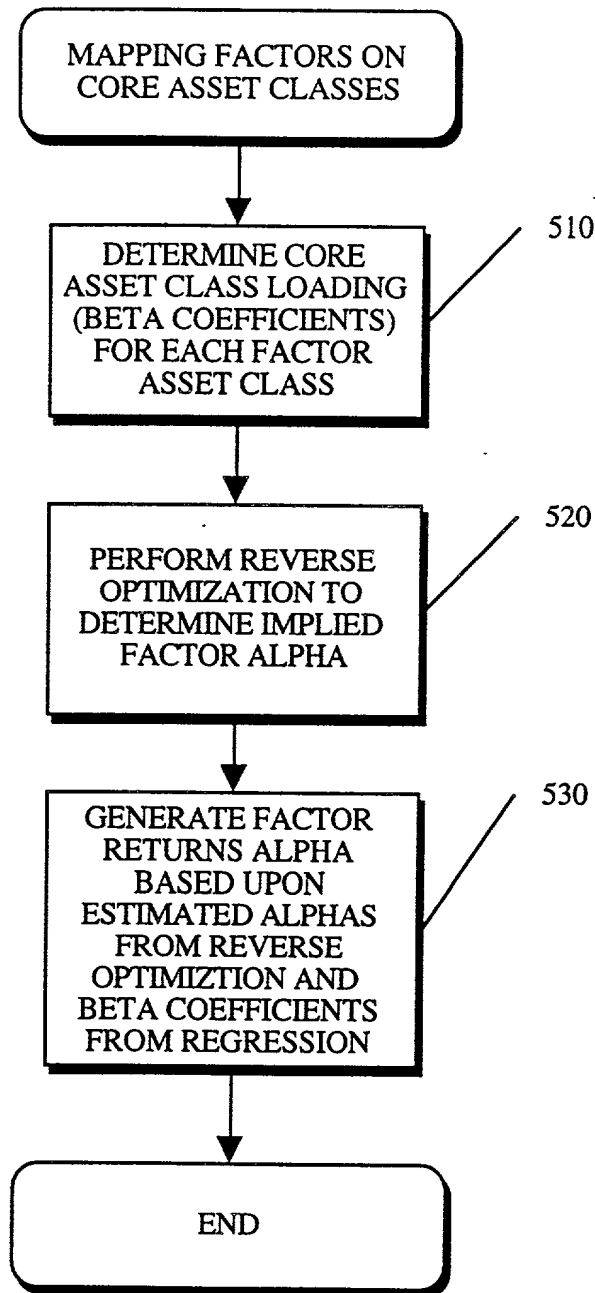 MAPPING FACTORS ON
CORE ASSET CLASSES
510
DETERMINE CORE
ASSET CLASS LOADING
(BETA COEFFICIENTS)
FOR EACH FACTOR
ASSET CLASS
520
PERFORM REVERSE
OPTIMIZATION TO
DETERMINE IMPLIED
FACTOR ALPHA
530
GENERATE FACTOR
RETURNS ALPHA
BASED UPON
ESTIMATED ALPHAS
FROM REVERSE
OPTIMIZTION AND
BETA COEFFICIENTS
FROM REGRESSION
END